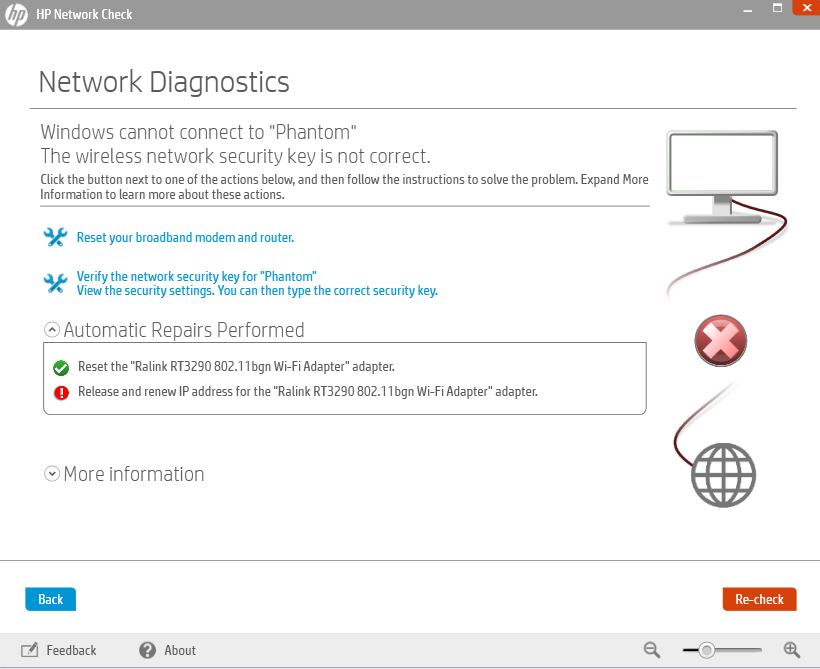 hp HP Network Check
Network Diagnostics
Windows cannot connect to "Phantom"
The wireless network security key is not correct.
Click the button next to one of the actions below, and then follow the instructions to solve the problem. Expand More
Information to learn more about these actions.
Reset your broadband modem and router.
Verify the network security key for "Phantom"
View the security settings. You can then type the correct security key.
Automatic Repairs Performed
Reset the "Ralink RT3290 802.11bgn Wi-Fi Adapter" adapter.
Release and renew IP address for the "Ralink RT3290 802.11bgn Wi-Fi Adapter" adapter.
More information
Back
Re-check
Feedback
About